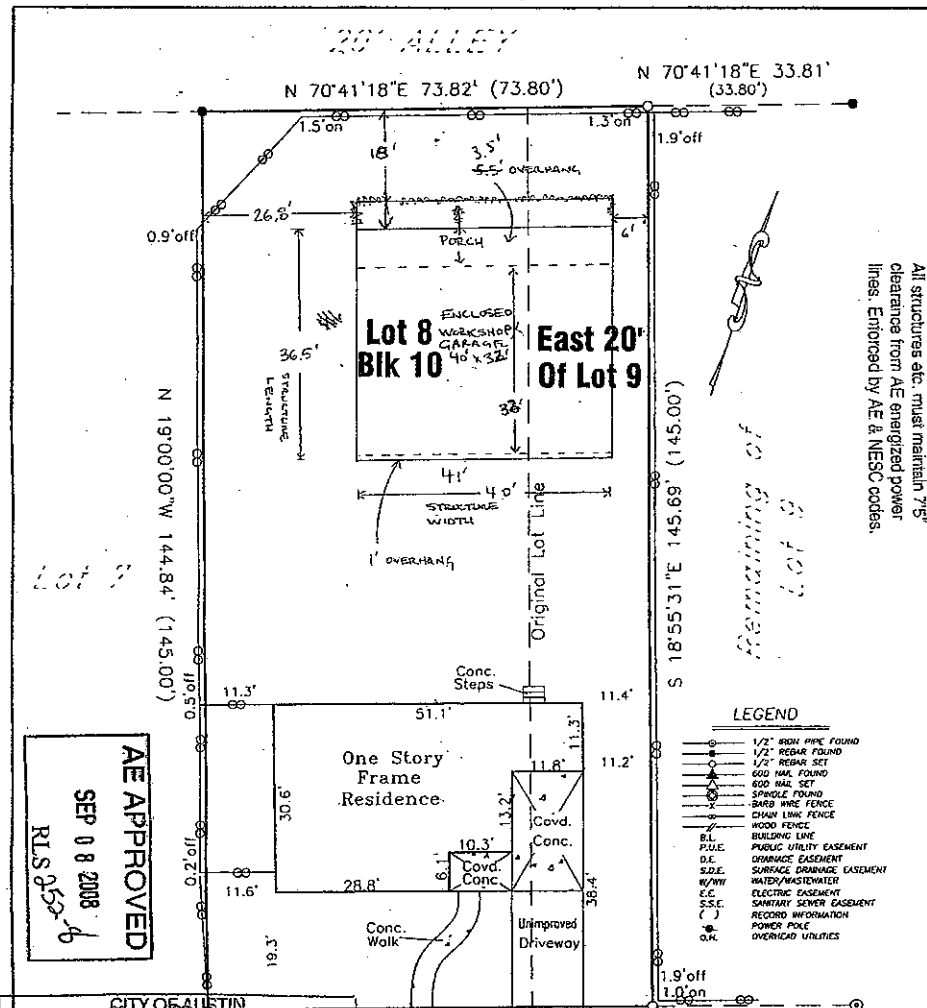 20' ALLEY
N 70°41'18"E 73.82' (73.80')
N 70°41'18"E 33.81'
(33.80')
1.5'on
1.3'on
1.9'off
18'
3.5'
5.5' OVERHANG
26.8'
6'
0.9'off
PORCH
All structures etc. must maintain 7'5"
clearance from AE energized power
lines. Enforced by AE & NESC codes.
Lot 8
Blk 10
ENCLOSED
WORKSHOP/
GARAGE
40' x 32'
East 20'
Of Lot 9
36.5'
STRUCTURE
LENGTH
N 19°00'00"W 144.84' (145.00')
41'
40'
STRUCTURE
WIDTH
1' OVERHANG
Original Lot Line
S 18°55'31"E 145.69' (145.00')
Remainder
of Lot 9
Lot 7
Conc.
Steps
0.5'off
11.3'
51.1'
11.4'
11.3'
11.2'
One Story
Frame
Residence
30.6'
11.8'
13.2'
Covd.
Conc.
10.3'
6.1'
Covd.
Conc.
0.2'off
11.6'
28.8'
38.4'
19.3'
Conc.
Walk
Unimproved
Driveway
1.9'off
1.0'on
AE APPROVED
SEP 08 2008
RLS 252-8
LEGEND
1/2" IRON PIPE FOUND
1/2" REBAR FOUND
1/2" REBAR SET
60D NAIL FOUND
60D NAIL SET
SPINDLE FOUND
BARB WIRE FENCE
CHAIN LINK FENCE
WOOD FENCE
B.L. BUILDING LINE
P.U.E. PUBLIC UTILITY EASEMENT
D.E. DRAINAGE EASEMENT
S.D.E. SURFACE DRAINAGE EASEMENT
W/WW WATER/WASTEWATER
E.E. ELECTRIC EASEMENT
S.S.E. SANITARY SEWER EASEMENT
( ) RECORD INFORMATION
POWER POLE
O.H. OVERHEAD UTILITIES
CITY OF AUSTIN